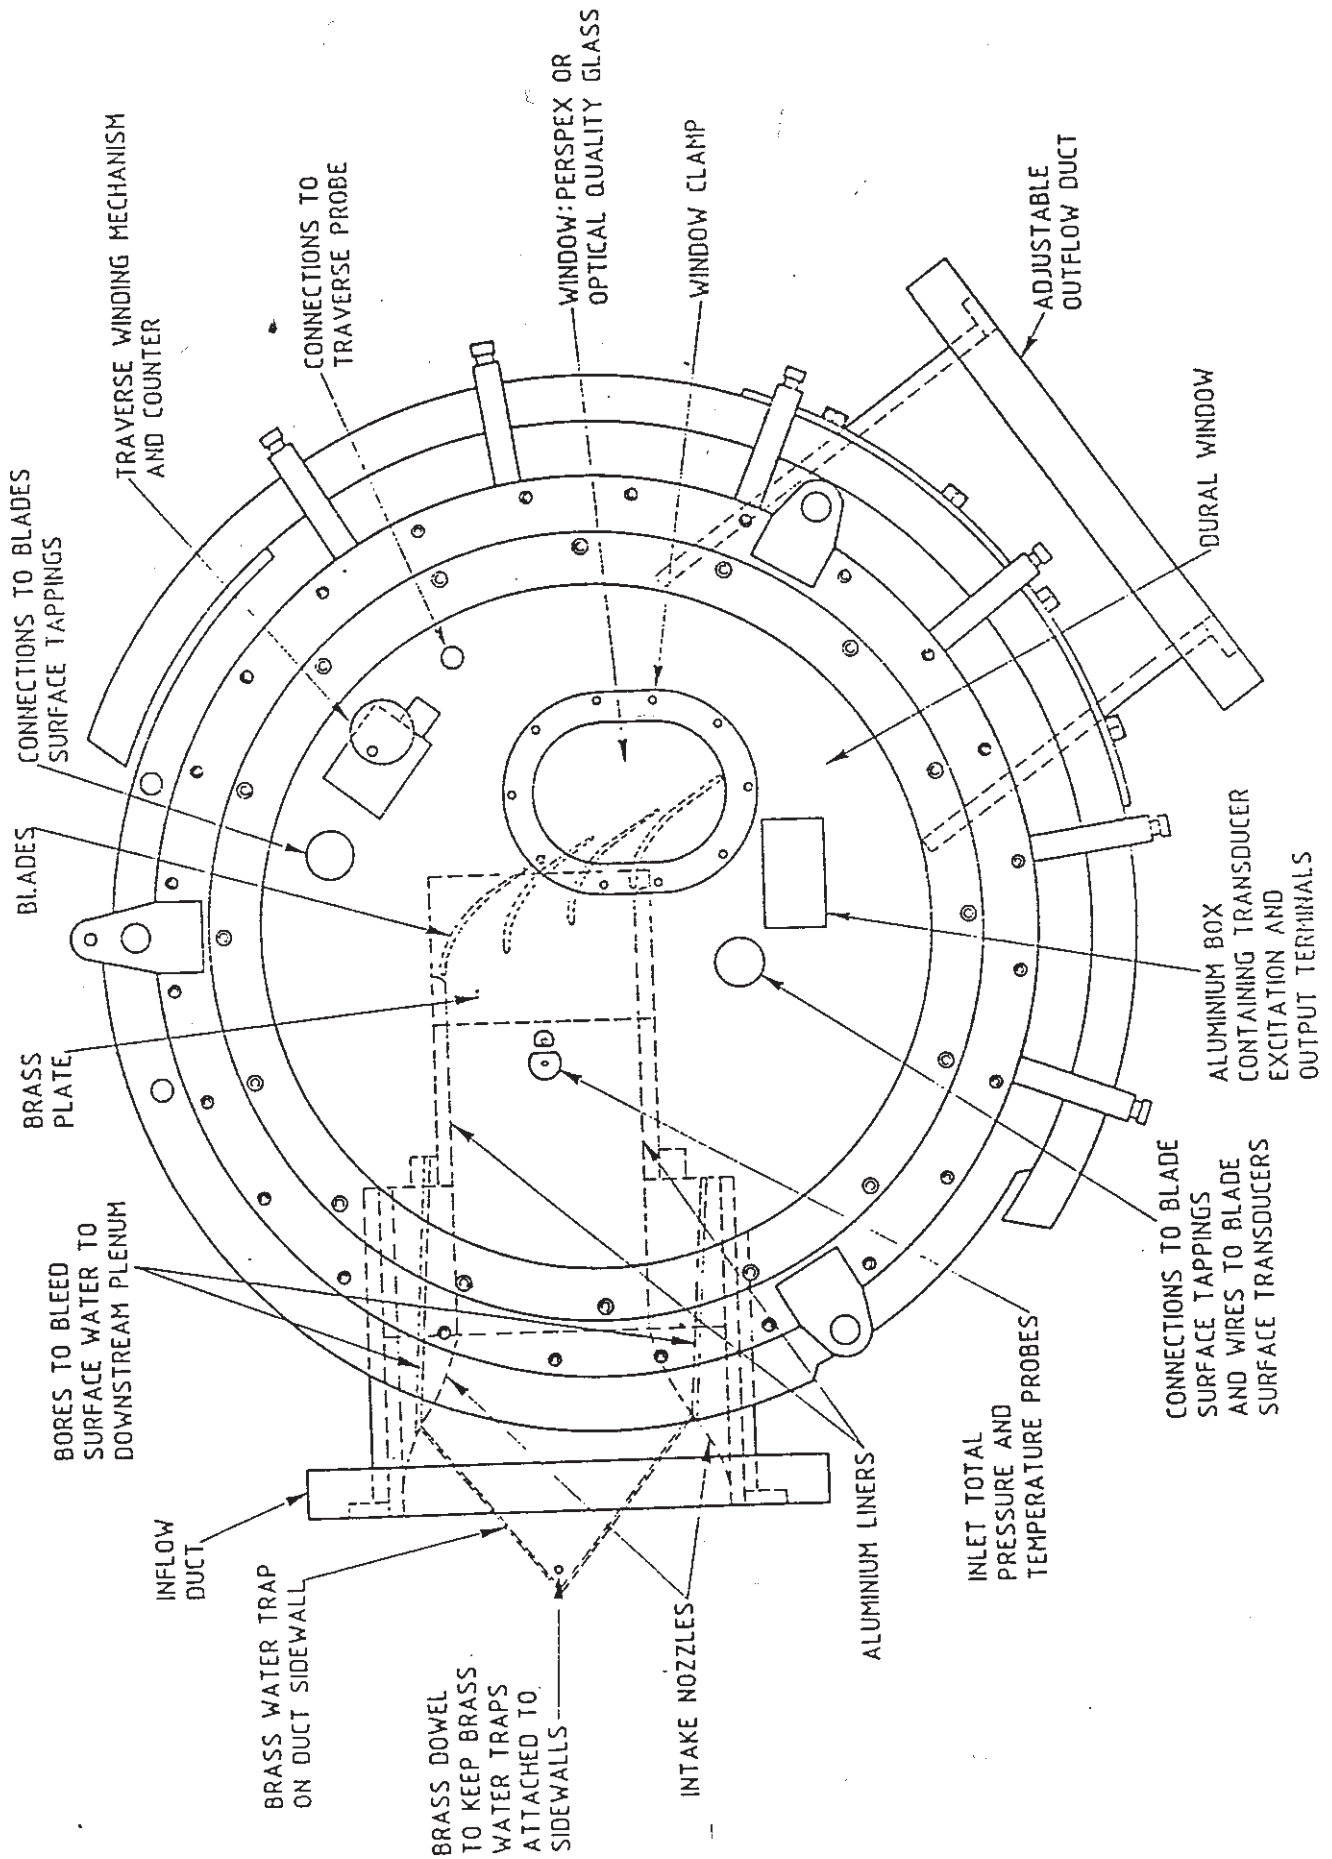 BRASS WATER TRAP
ON DUCT SIDEWALL
INFLOW
DUCT
BORES TO BLEED
SURFACE WATER TO
DOWNSTREAM PLENUM
BRASS
PLATE
BLADES
CONNECTIONS TO BLADES
SURFACE TAPPINGS
TRAVERSE WINDING MECHANISM
AND COUNTER
CONNECTIONS TO
TRAVERSE PROBE
WINDOW:PERSPEX OR
OPTICAL QUALITY GLASS
WINDOW CLAMP
ADJUSTABLE
OUTFLOW DUCT
DURAL WINDOW
ALUMINIUM BOX
CONTAINING TRANSDUCER
EXCITATION AND
OUTPUT TERMINALS
CONNECTIONS TO BLADE
SURFACE TAPPINGS
AND WIRES TO BLADE
SURFACE TRANSDUCERS
INLET TOTAL
PRESSURE AND
TEMPERATURE PROBES
ALUMINIUM LINERS
INTAKE NOZZLES
BRASS DOWEL
TO KEEP BRASS
WATER TRAPS
ATTACHED TO
SIDEWALLS